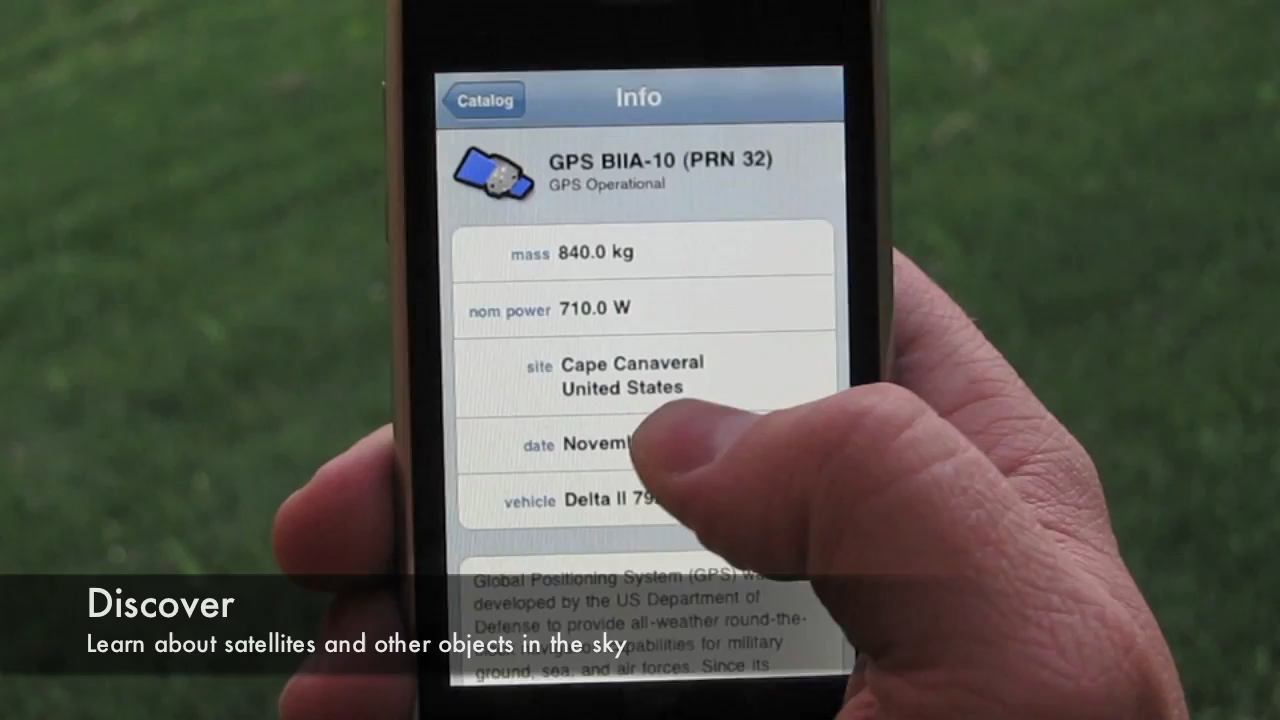 Catalog
Info
GPS BIIA-10 (PRN 32)
GPS Operational
mass 840.0 kg
nom power 710.0 W
site Cape Canaveral
United States
date
vehicle Delta II
Global Positioning System (GPS)
developed by the US Department of
Defense to provide all-weather round-the-
for military
ground, sea, and air forces. Since its
Discover
Learn about satellites and other objects in the sky